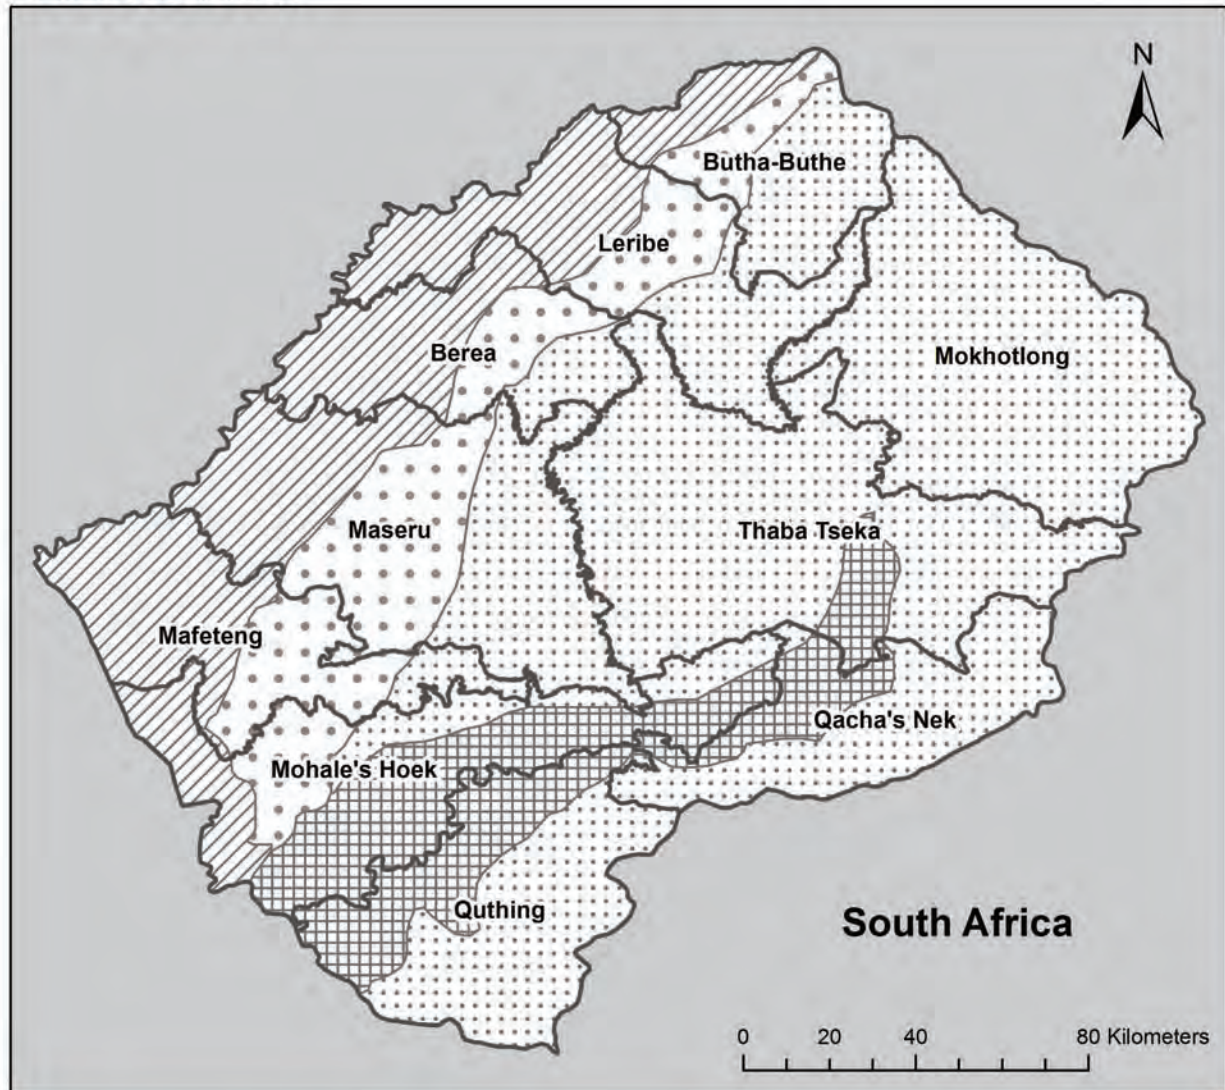 N
Butha-Buthe
Leribe
Berea
Mokhotlong
Maseru
Thaba Tseka
Mafeteng
Qacha's Nek
Mohale's Hoek
Quthing
South Africa
0 20 40 80 Kilometers